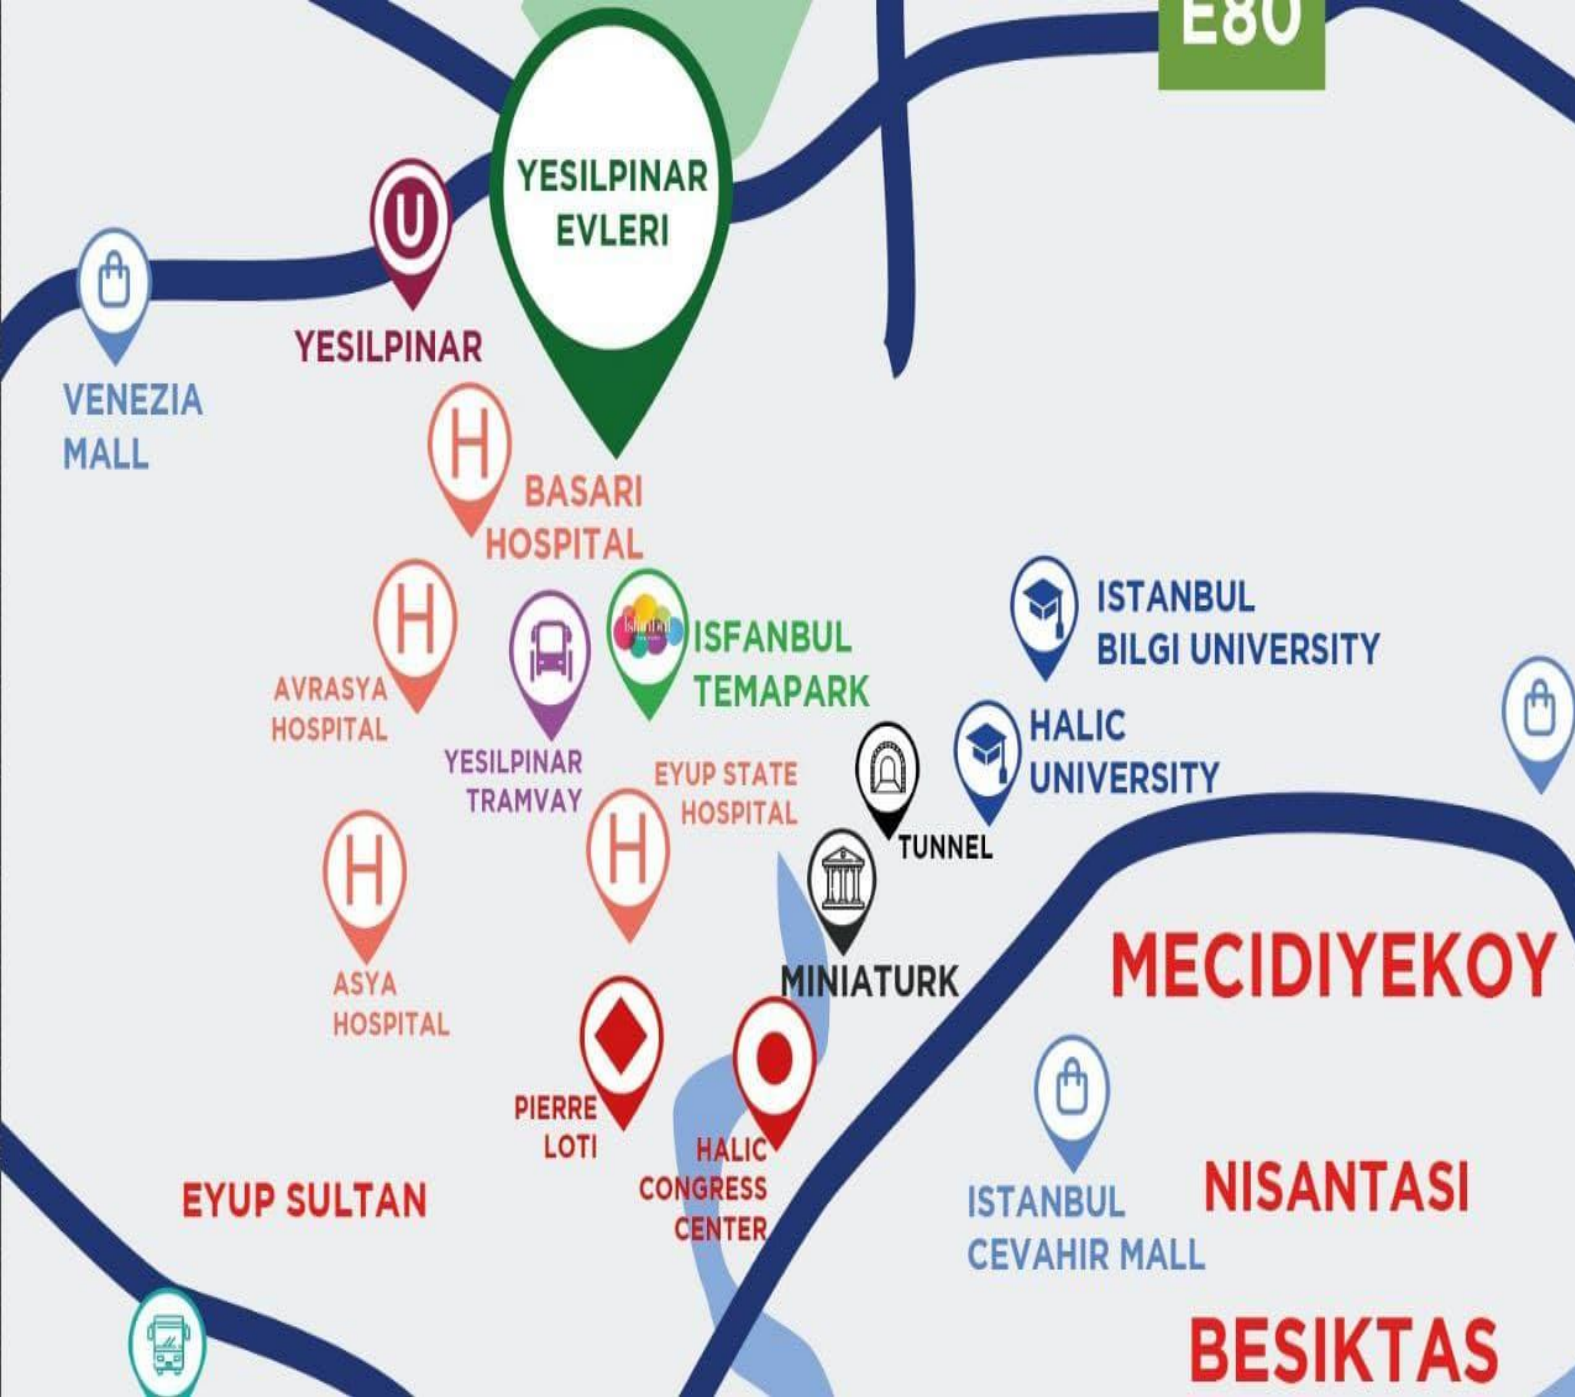 E80
YESILPINAR
EVLERI
U
YESILPINAR
VENEZIA
MALL
H
BASARI
HOSPITAL
H
AVRASYA
HOSPITAL
ISFANBUL
TEMAPARK
ISTANBUL
BILGI UNIVERSITY
YESILPINAR
TRAMVAY
EYUP STATE
HOSPITAL
H
HALIC
UNIVERSITY
TUNNEL
H
ASYA
HOSPITAL
MINIATURK
MECIDIYEKOY
PIERRE
LOTI
HALIC
CONGRESS
CENTER
EYUP SULTAN
ISTANBUL
CEVAHIR MALL
NISANTASI
BESIKTAS